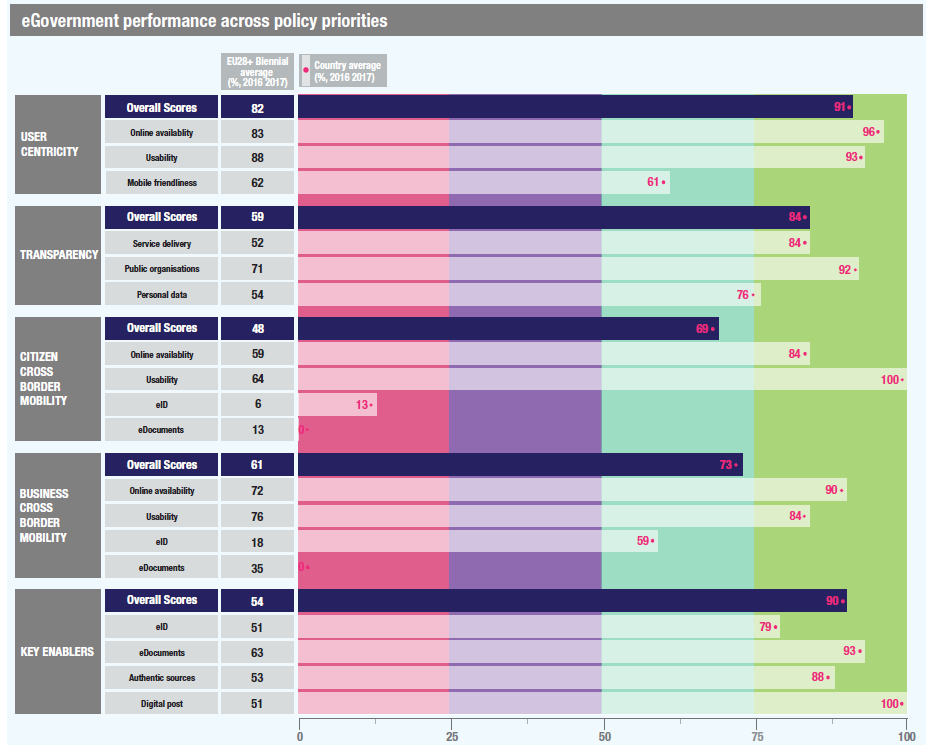 eGovernment performance across policy priorities
EU28+ Biennial
average
(%, 2016 2017)
Country average
(%, 2016 2017)
USER
CENTRICITY
Overall Scores 82 91
Online availablity 83 96
Usability 88 93
Mobile friendliness 62 61
TRANSPARENCY
Overall Scores 59 84
Service delivery 52 84
Public organisations 71 92
Personal data 54 76
CITIZEN
CROSS
BORDER
MOBILITY
Overall Scores 48 69
Online availablity 59 84
Usability 64 100
eID 6 13
eDocuments 13 0
BUSINESS
CROSS
BORDER
MOBILITY
Overall Scores 61 73
Online availability 72 90
Usability 76 84
eID 18 59
eDocuments 35 0
KEY ENABLERS
Overall Scores 54 90
eID 51 79
eDocuments 63 93
Authentic sources 53 88
Digital post 51 100
0 25 50 75 100